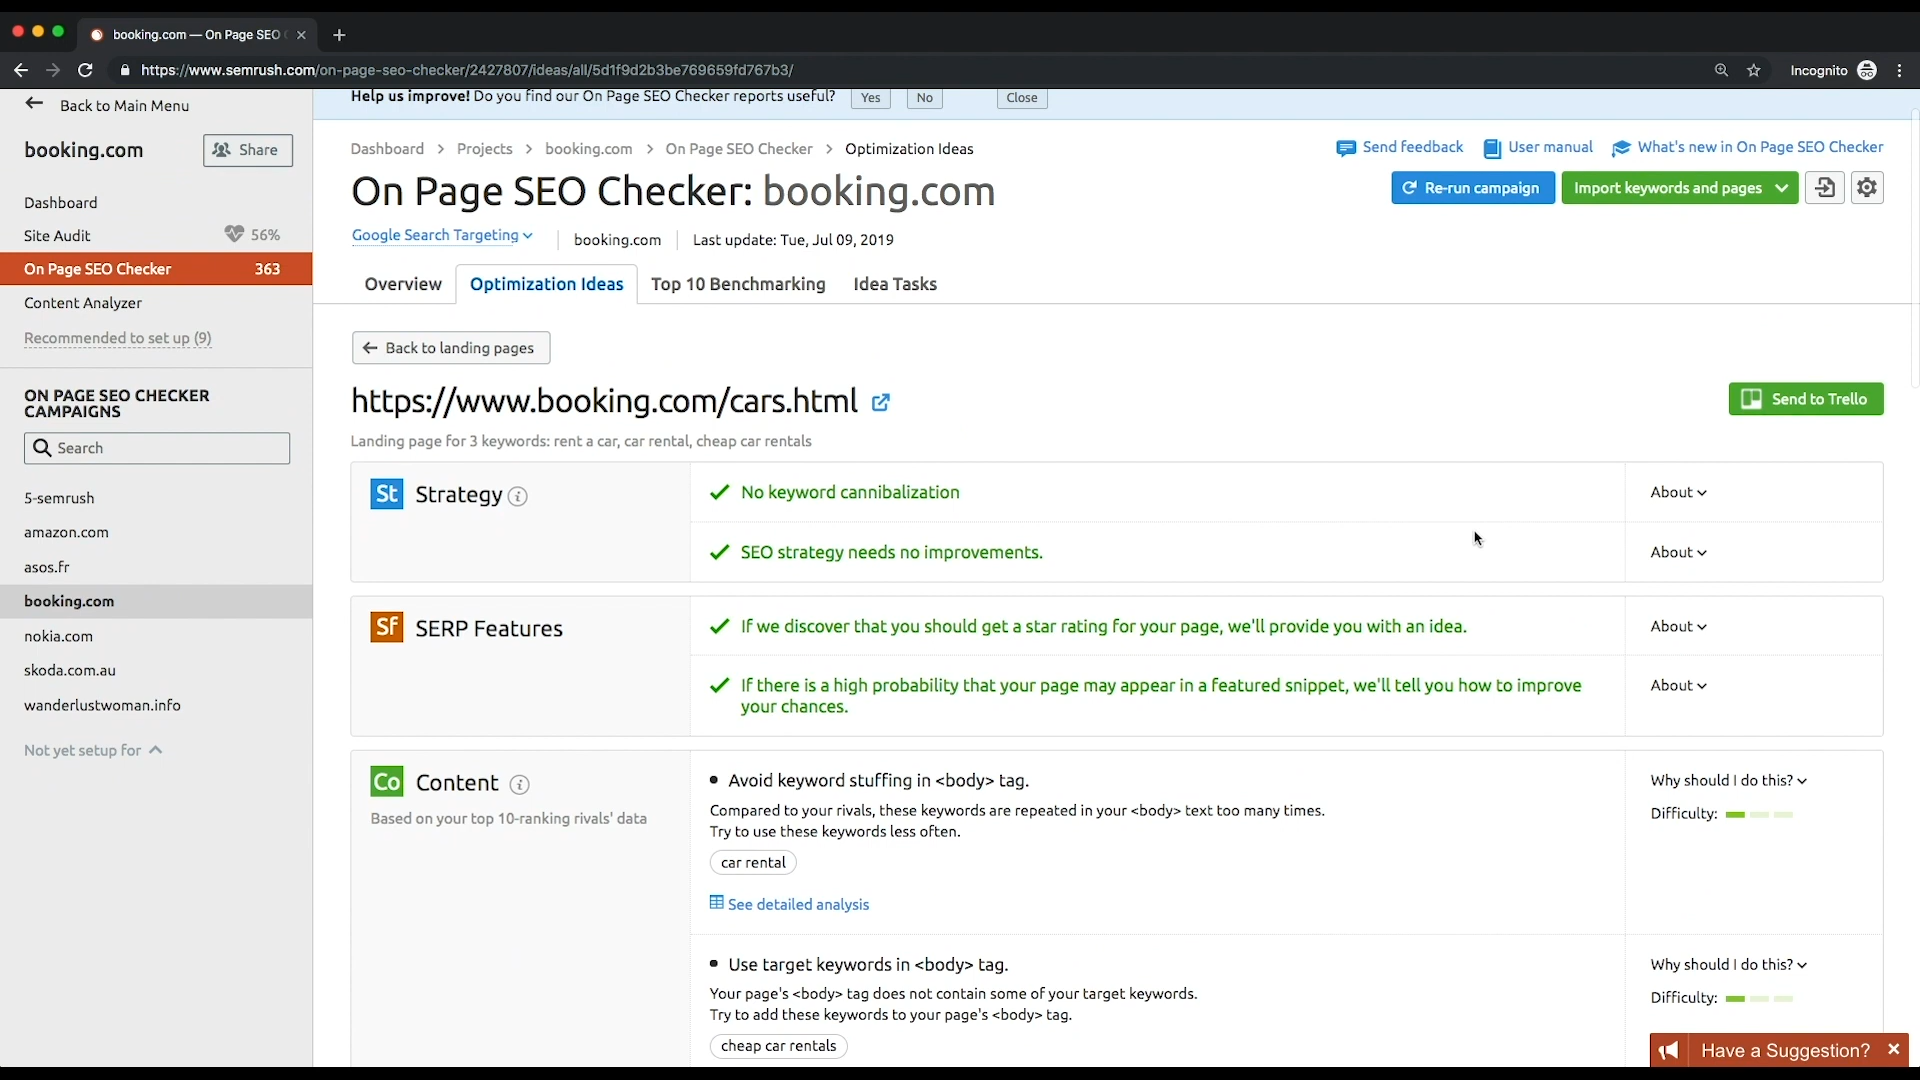 booking.com — On Page SEO
https://www.semrush.com/on-page-seo-checker/2427807/ideas/all/5d1f9d2b3be769659fd767b3/
Incognito
Back to Main Menu
booking.com
Share
Dashboard
Site Audit 56%
On Page SEO Checker 363
Content Analyzer
Recommended to set up (9)
ON PAGE SEO CHECKER
CAMPAIGNS
Search
5-semrush
amazon.com
asos.fr
booking.com
nokia.com
skoda.com.au
wanderlustwoman.info
Not yet setup for
Help us improve! Do you find our On Page SEO Checker reports useful? Yes No Close
Dashboard > Projects > booking.com > On Page SEO Checker > Optimization Ideas
Send feedback User manual What's new in On Page SEO Checker
On Page SEO Checker: booking.com
Re-run campaign Import keywords and pages
Google Search Targeting booking.com Last update: Tue, Jul 09, 2019
Overview Optimization Ideas Top 10 Benchmarking Idea Tasks
Back to landing pages
https://www.booking.com/cars.html
Send to Trello
Landing page for 3 keywords: rent a car, car rental, cheap car rentals
St Strategy
No keyword cannibalization About
SEO strategy needs no improvements. About
Sf SERP Features
If we discover that you should get a star rating for your page, we'll provide you with an idea. About
If there is a high probability that your page may appear in a featured snippet, we'll tell you how to improve About
your chances.
Co Content
Based on your top 10-ranking rivals' data
Avoid keyword stuffing in <body> tag. Why should I do this?
Compared to your rivals, these keywords are repeated in your <body> text too many times. Difficulty:
Try to use these keywords less often.
car rental
See detailed analysis
Use target keywords in <body> tag. Why should I do this?
Your page's <body> tag does not contain some of your target keywords. Difficulty:
Try to add these keywords to your page's <body> tag.
cheap car rentals
Have a Suggestion?